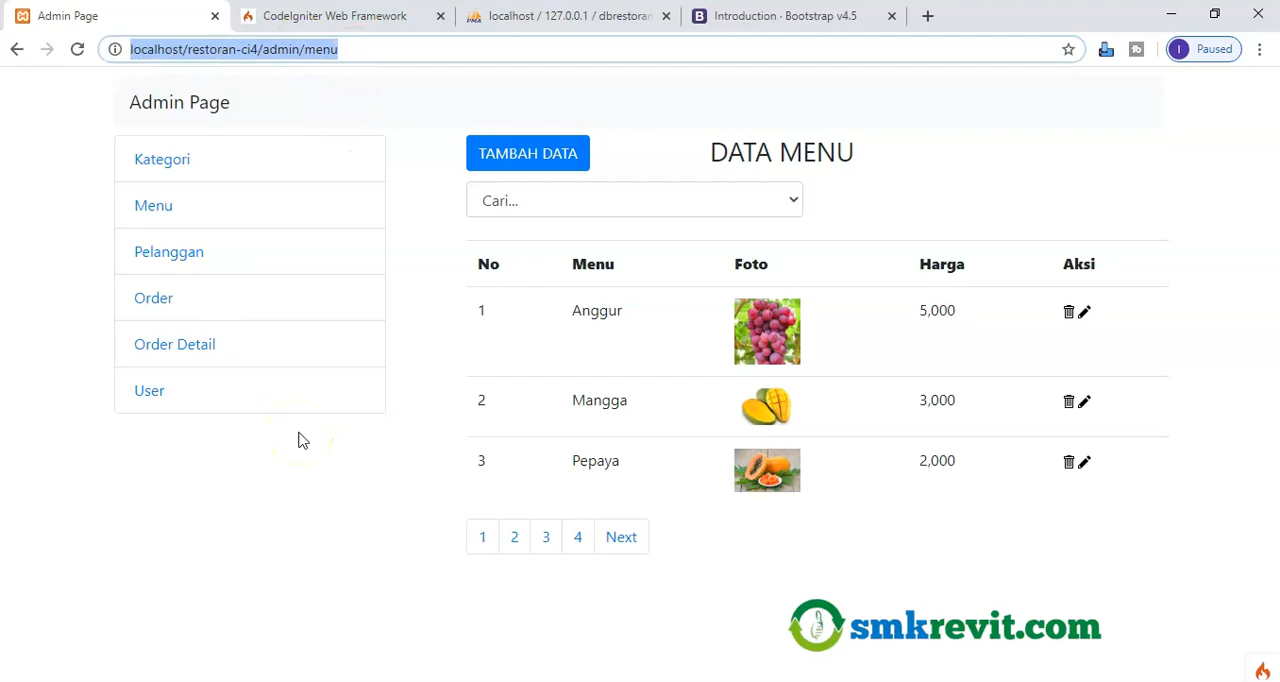 Admin Page
CodeIgniter Web Framework
localhost / 127.0.0.1 / dbrestoran
Introduction · Bootstrap v4.5
localhost/restoran-ci4/admin/menu
Paused
Admin Page
Kategori
Menu
Pelanggan
Order
Order Detail
User
TAMBAH DATA
DATA MENU
Cari...
No Menu Foto Harga Aksi
1 Anggur 5,000
2 Mangga 3,000
3 Pepaya 2,000
1 2 3 4 Next
smkrevit.com